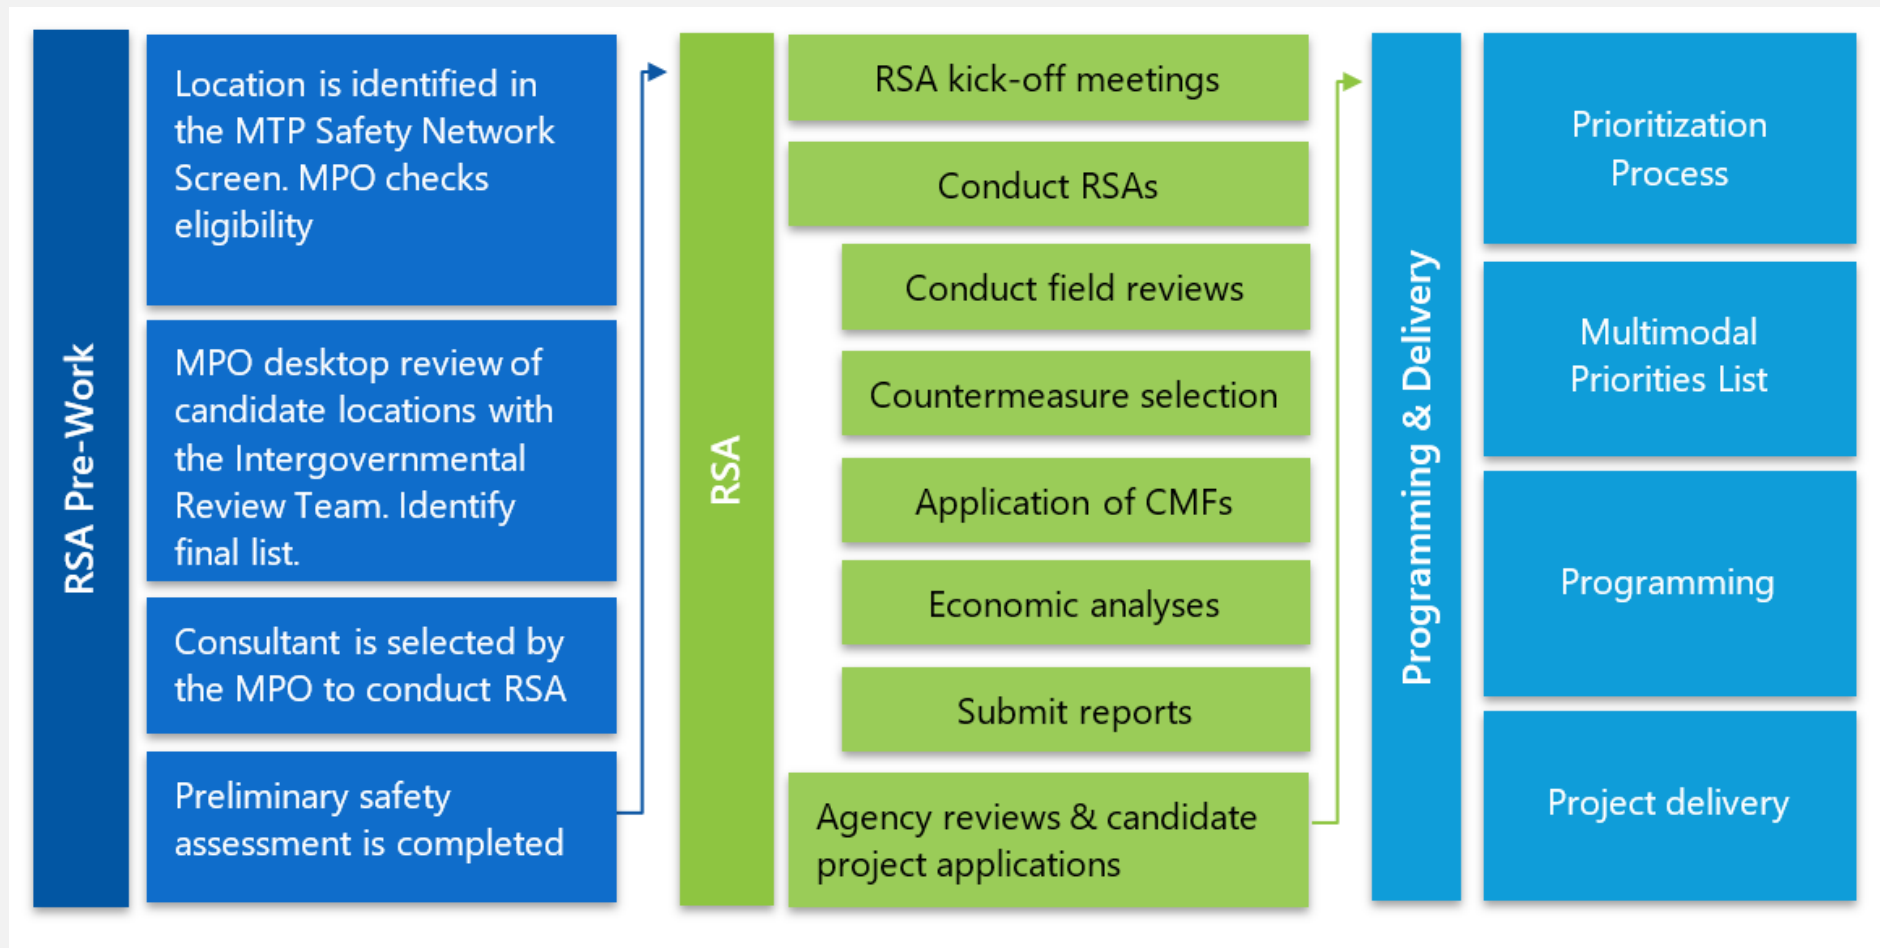 RSA Pre-Work
Location is identified in
the MTP Safety Network
Screen. MPO checks
eligibility
MPO desktop review of
candidate locations with
the Intergovernmental
Review Team. Identify
final list.
Consultant is selected by
the MPO to conduct RSA
Preliminary safety
assessment is completed
RSA
RSA kick-off meetings
Conduct RSAs
Conduct field reviews
Countermeasure selection
Application of CMFs
Economic analyses
Submit reports
Agency reviews & candidate
project applications
Programming & Delivery
Prioritization
Process
Multimodal
Priorities List
Programming
Project delivery